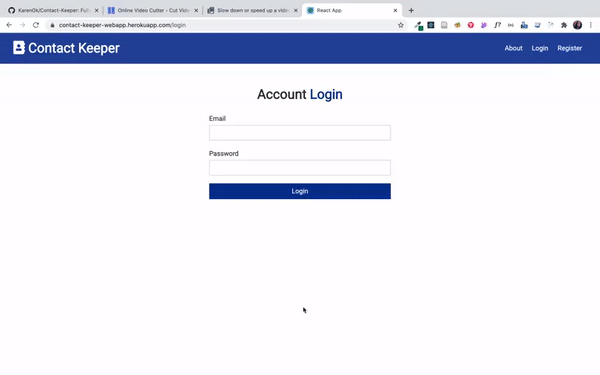 KarenOk/Contact-Keeper: Full
Online Video Cutter - Cut Vide
Slow down or speed up a vide
React App
contact-keeper-webapp.herokuapp.com/login
Contact Keeper
About Login Register
Account Login
Email
Password
Login